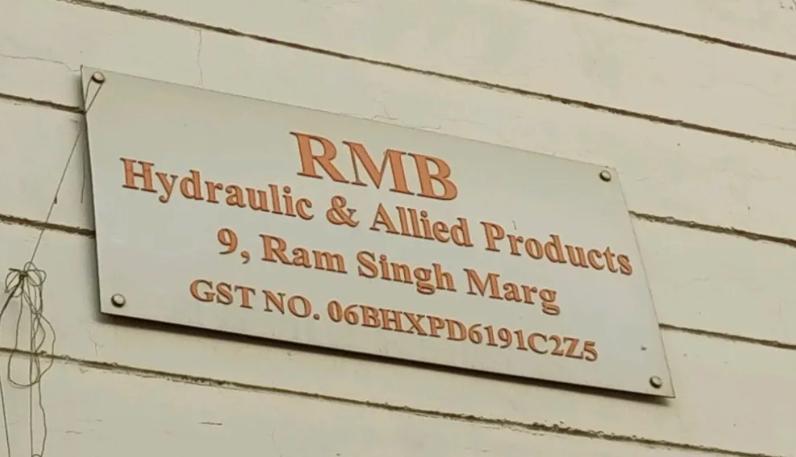 RMB
Hydraulic & Allied Products
9, Ram Singh Marg
GST NO. 06BHXPD6191C2Z5